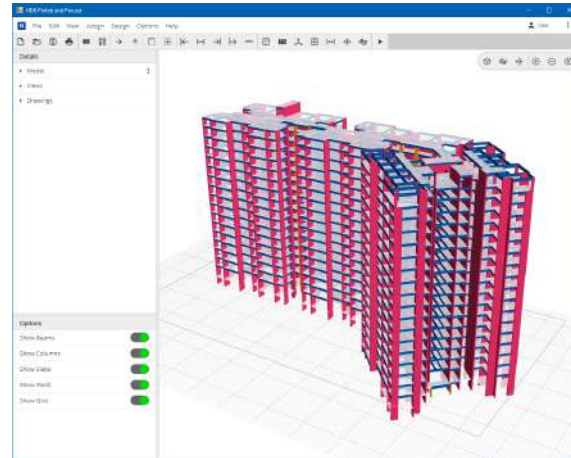 HDB Prefab and Precast
File Edit View Assign Design Options Help
User
Details
Model
Views
Drawings
Options
Show Beams
Show Columns
Show Slabs
Show Walls
Show Grid